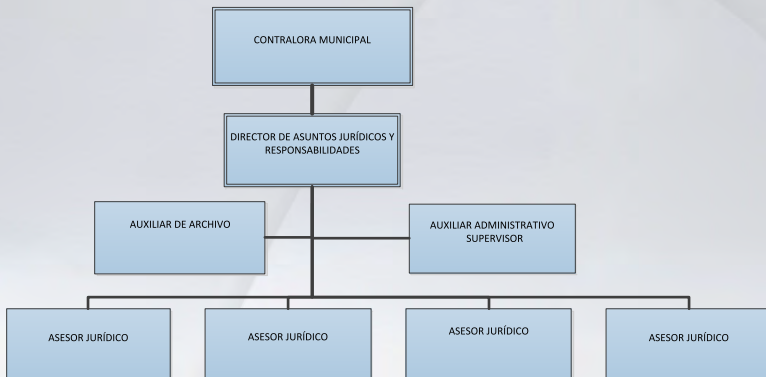 CONTRALORA MUNICIPAL
DIRECTOR DE ASUNTOS JURÍDICOS Y
RESPONSABILIDADES
AUXILIAR DE ARCHIVO
AUXILIAR ADMINISTRATIVO
SUPERVISOR
ASESOR JURÍDICO
ASESOR JURÍDICO
ASESOR JURÍDICO
ASESOR JURÍDICO